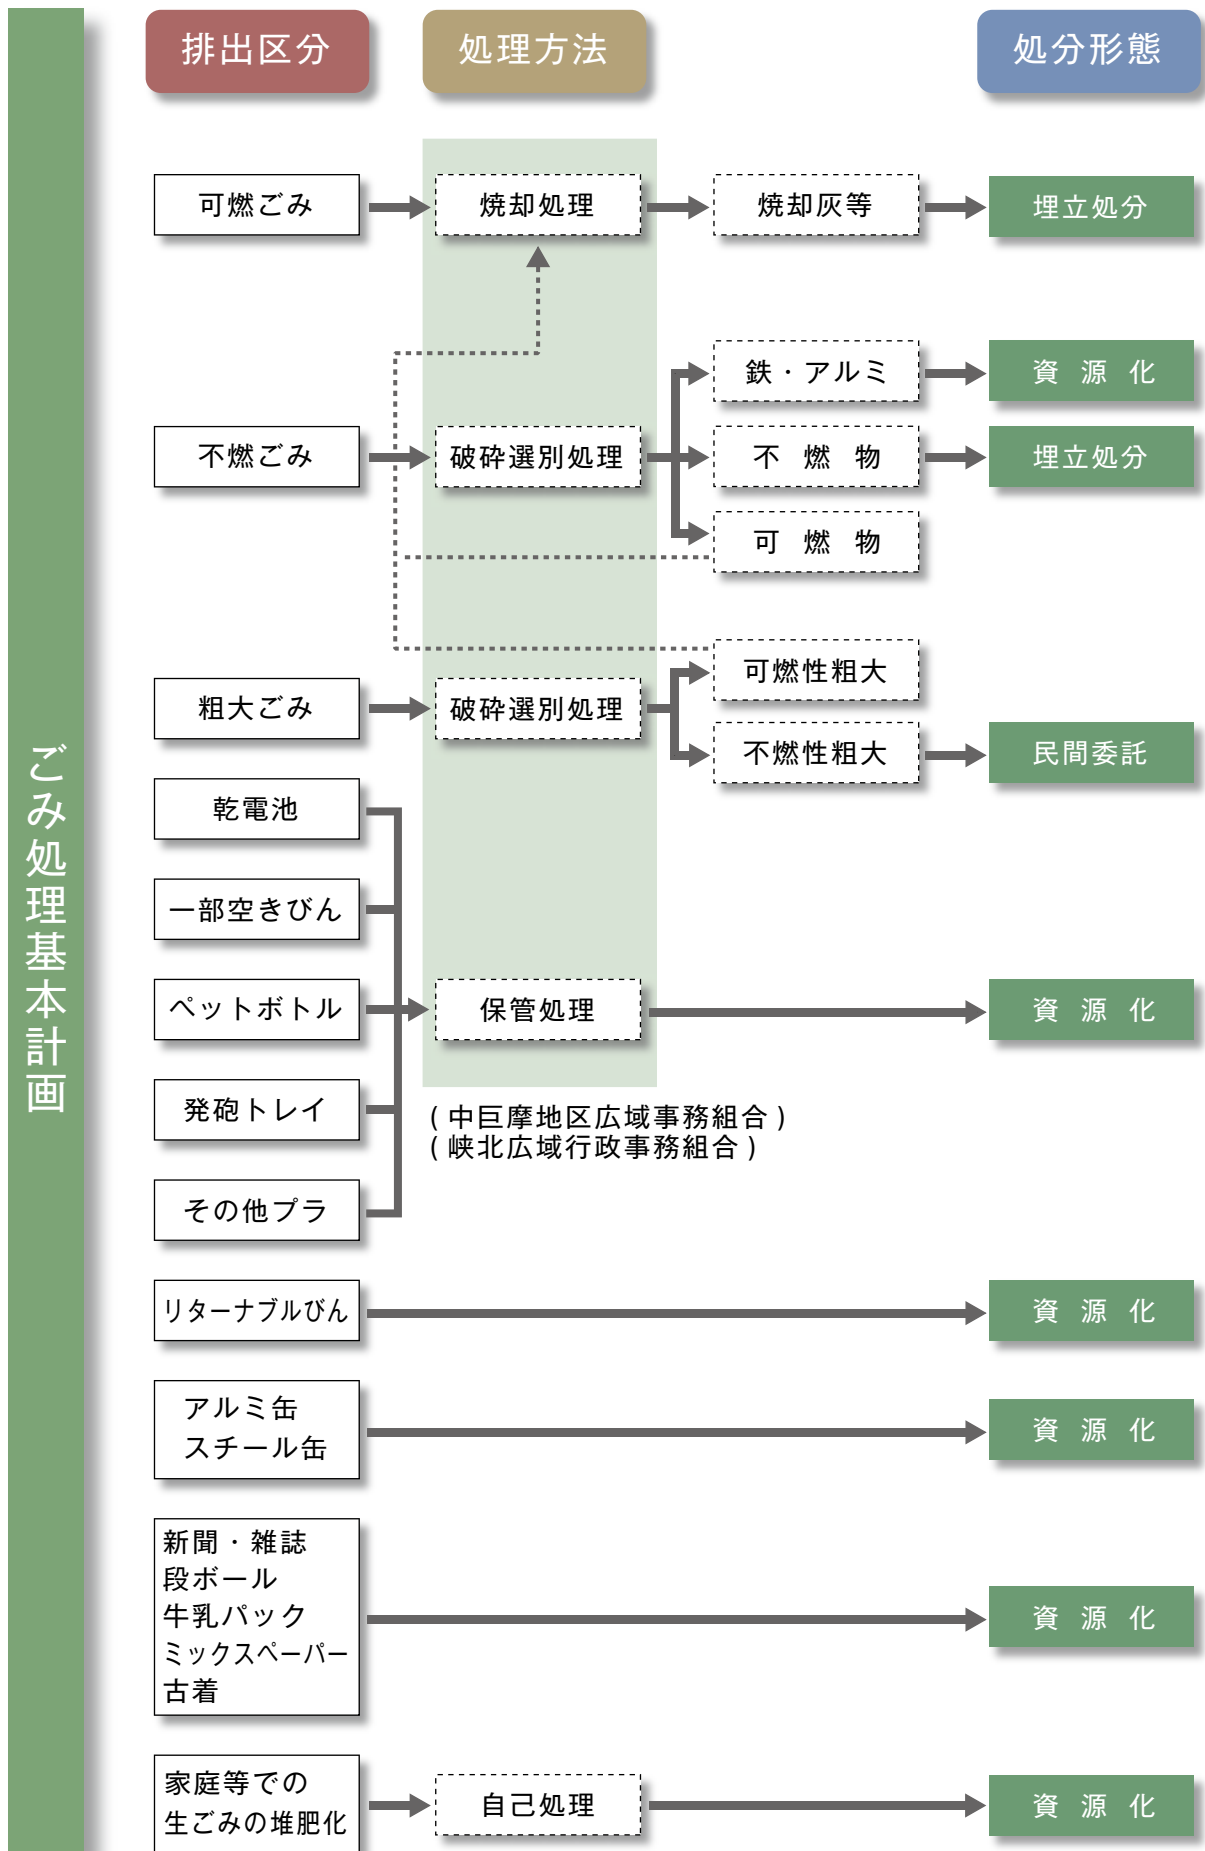 ごみ処理基本計画
排出区分
処理方法
処分形態
可燃ごみ
焼却処理
焼却灰等
埋立処分
鉄・アルミ
資源化
不燃ごみ
破砕選別処理
不燃物
埋立処分
可燃物
可燃性粗大
粗大ごみ
破砕選別処理
不燃性粗大
民間委託
乾電池
一部空きびん
ペットボトル
保管処理
資源化
発砲トレイ
(中巨摩地区広域事務組合)
(峡北広域行政事務組合)
その他プラ
リターナブルびん
資源化
アルミ缶
スチール缶
資源化
新聞・雑誌
段ボール
牛乳パック
ミックスペーパー
古着
資源化
家庭等での
生ごみの堆肥化
自己処理
資源化